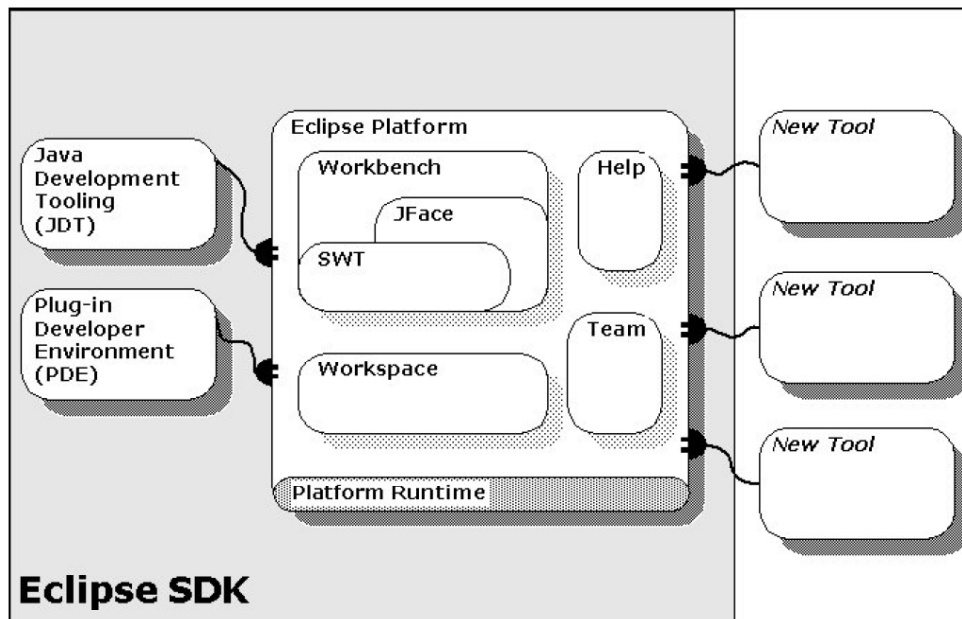 Eclipse Platform
New Tool
Java
Development
Tooling
(JDT)
Workbench
Help
JFace
SWT
Plug-in
Developer
Environment
(PDE)
New Tool
Team
Workspace
New Tool
Platform Runtime
Eclipse SDK